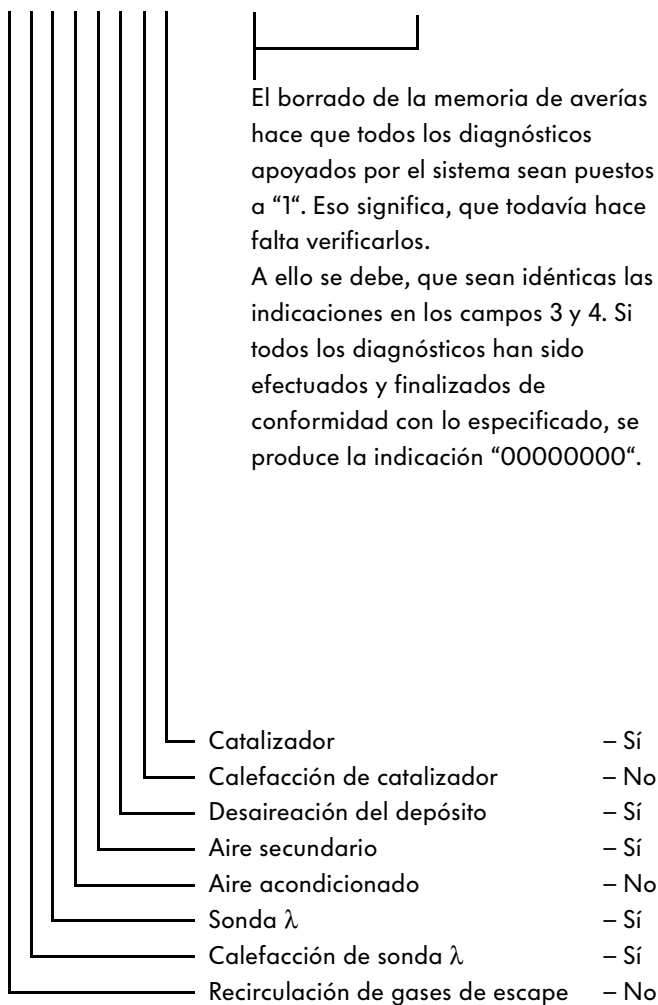 El borrado de la memoria de averías
hace que todos los diagnósticos
apoyados por el sistema sean puestos
a “1“. Eso significa, que todavía hace
falta verificarlos.
A ello se debe, que sean idénticas las
indicaciones en los campos 3 y 4. Si
todos los diagnósticos han sido
efectuados y finalizados de
conformidad con lo especificado, se
produce la indicación “00000000“.
Catalizador – Sí
Calefacción de catalizador – No
Desaireación del depósito – Sí
Aire secundario – Sí
Aire acondicionado – No
Sonda λ – Sí
Calefacción de sonda λ – Sí
Recirculación de gases de escape – No